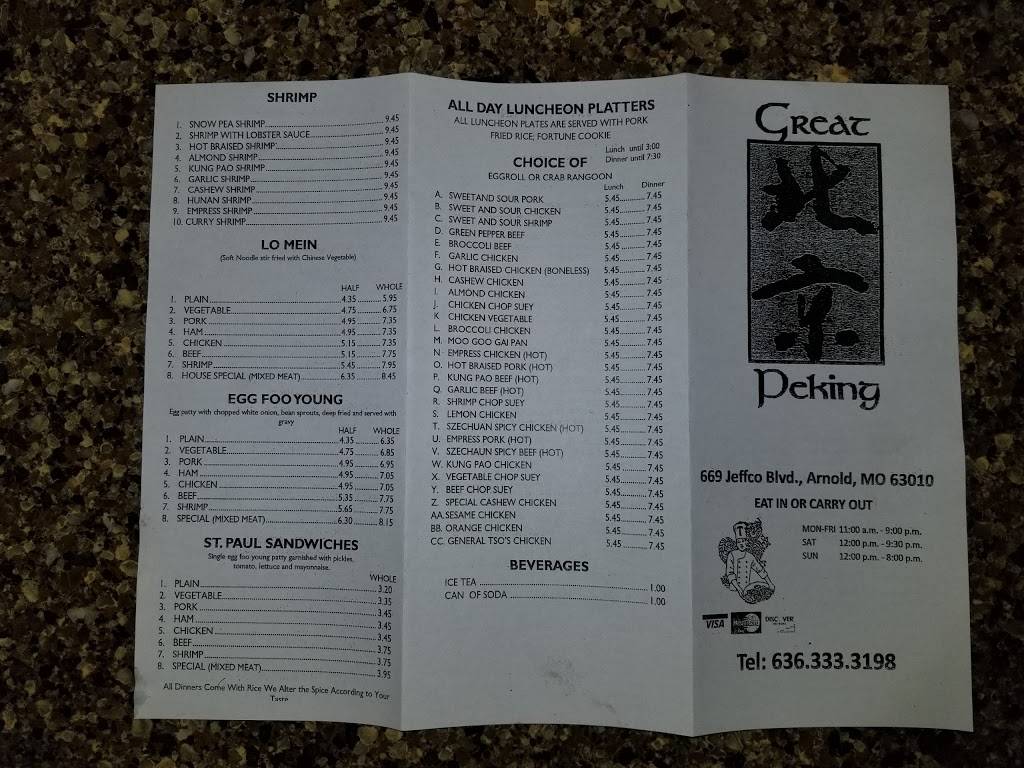 SHRIMP
1. SNOW PEA SHRIMP 9.45
2. SHRIMP WITH LOBSTER SAUCE 9.45
3. HOT BRAISED SHRIMP 9.45
4. ALMOND SHRIMP 9.45
5. KUNG PAO SHRIMP 9.45
6. GARLIC SHRIMP 9.45
7. CASHEW SHRIMP 9.45
8. HUNAN SHRIMP 9.45
9. EMPRESS SHRIMP 9.45
10. CURRY SHRIMP 9.45
LO MEIN
(Soft Noodle stir fried with Chinese Vegetable)
HALF WHOLE
1. PLAIN 4.35 5.95
2. VEGETABLE 4.75 6.75
3. PORK 4.95 7.35
4. HAM 4.95 7.35
5. CHICKEN 5.15 7.35
6. BEEF 5.15 7.75
7. SHRIMP 5.45 7.95
8. HOUSE SPECIAL (MIXED MEAT) 6.35 8.45
EGG FOO YOUNG
Egg patty with chopped white onion, bean sprouts, deep fried and served with
gravy
HALF WHOLE
1. PLAIN 4.35 6.35
2. VEGETABLE 4.75 6.85
3. PORK 4.95 6.95
4. HAM 4.95 7.05
5. CHICKEN 4.95 7.05
6. BEEF 5.35 7.75
7. SHRIMP 5.65 7.75
8. SPECIAL (MIXED MEAT) 6.30 8.15
ST. PAUL SANDWICHES
Single egg foo young patty garnished with pickles,
tomato, lettuce and mayonnaise.
WHOLE
1. PLAIN 3.20
2. VEGETABLE 3.35
3. PORK 3.45
4. HAM 3.45
5. CHICKEN 3.45
6. BEEF 3.75
7. SHRIMP 3.75
8. SPECIAL (MIXED MEAT) 3.95
All Dinners Come With Rice We Alter the Spice According to Your
Taste
ALL DAY LUNCHEON PLATTERS
ALL LUNCHEON PLATES ARE SERVED WITH PORK
FRIED RICE; FORTUNE COOKIE
Lunch until 3:00
CHOICE OF Dinner until 7:30
EGGROLL OR CRAB RANGOON
Lunch Dinner
A. SWEETAND SOUR PORK 5.45 7.45
B. SWEET AND SOUR CHICKEN 5.45 7.45
C. SWEET AND SOUR SHRIMP 5.45 7.45
D. GREEN PEPPER BEEF 5.45 7.45
E. BROCCOLI BEEF 5.45 7.45
F. GARLIC CHICKEN 5.45 7.45
G. HOT BRAISED CHICKEN (BONELESS) 5.45 7.45
H. CASHEW CHICKEN 5.45 7.45
I. ALMOND CHICKEN 5.45 7.45
J. CHICKEN CHOP SUEY 5.45 7.45
K CHICKEN VEGETABLE 5.45 7.45
L. BROCCOLI CHICKEN 5.45 7.45
M. MOO GOO GAI PAN 5.45 7.45
N. EMPRESS CHICKEN (HOT) 5.45 7.45
O. HOT BRAISED PORK (HOT) 5.45 7.45
P. KUNG PAO BEEF (HOT) 5.45 7.45
Q. GARLIC BEEF (HOT) 5.45 7.45
R. SHRIMP CHOP SUEY 5.45 7.45
S. LEMON CHICKEN 5.45 7.45
T. SZECHUAN SPICY CHICKEN (HOT) 5.45 7.45
U. EMPRESS PORK (HOT) 5.45 7.45
V. SZECHAUN SPICY BEEF (HOT) 5.45 7.45
W. KUNG PAO CHICKEN 5.45 7.45
X. VEGETABLE CHOP SUEY 5.45 7.45
Y. BEEF CHOP SUEY 5.45 7.45
Z. SPECIAL CASHEW CHICKEN 5.45 7.45
AA. SESAME CHICKEN 5.45 7.45
BB. ORANGE CHICKEN 5.45 7.45
CC. GENERAL TSO'S CHICKEN 5.45 7.45
BEVERAGES
ICE TEA 1.00
CAN OF SODA 1.00
Great
北
京
Peking
669 Jeffco Blvd., Arnold, MO 63010
EAT IN OR CARRY OUT
MON-FRI 11:00 a.m. - 9:00 p.m.
SAT 12:00 p.m. - 9:30 p.m.
SUN 12:00 p.m. - 8:00 p.m.
VISA MasterCard DISCOVER
Tel: 636.333.3198